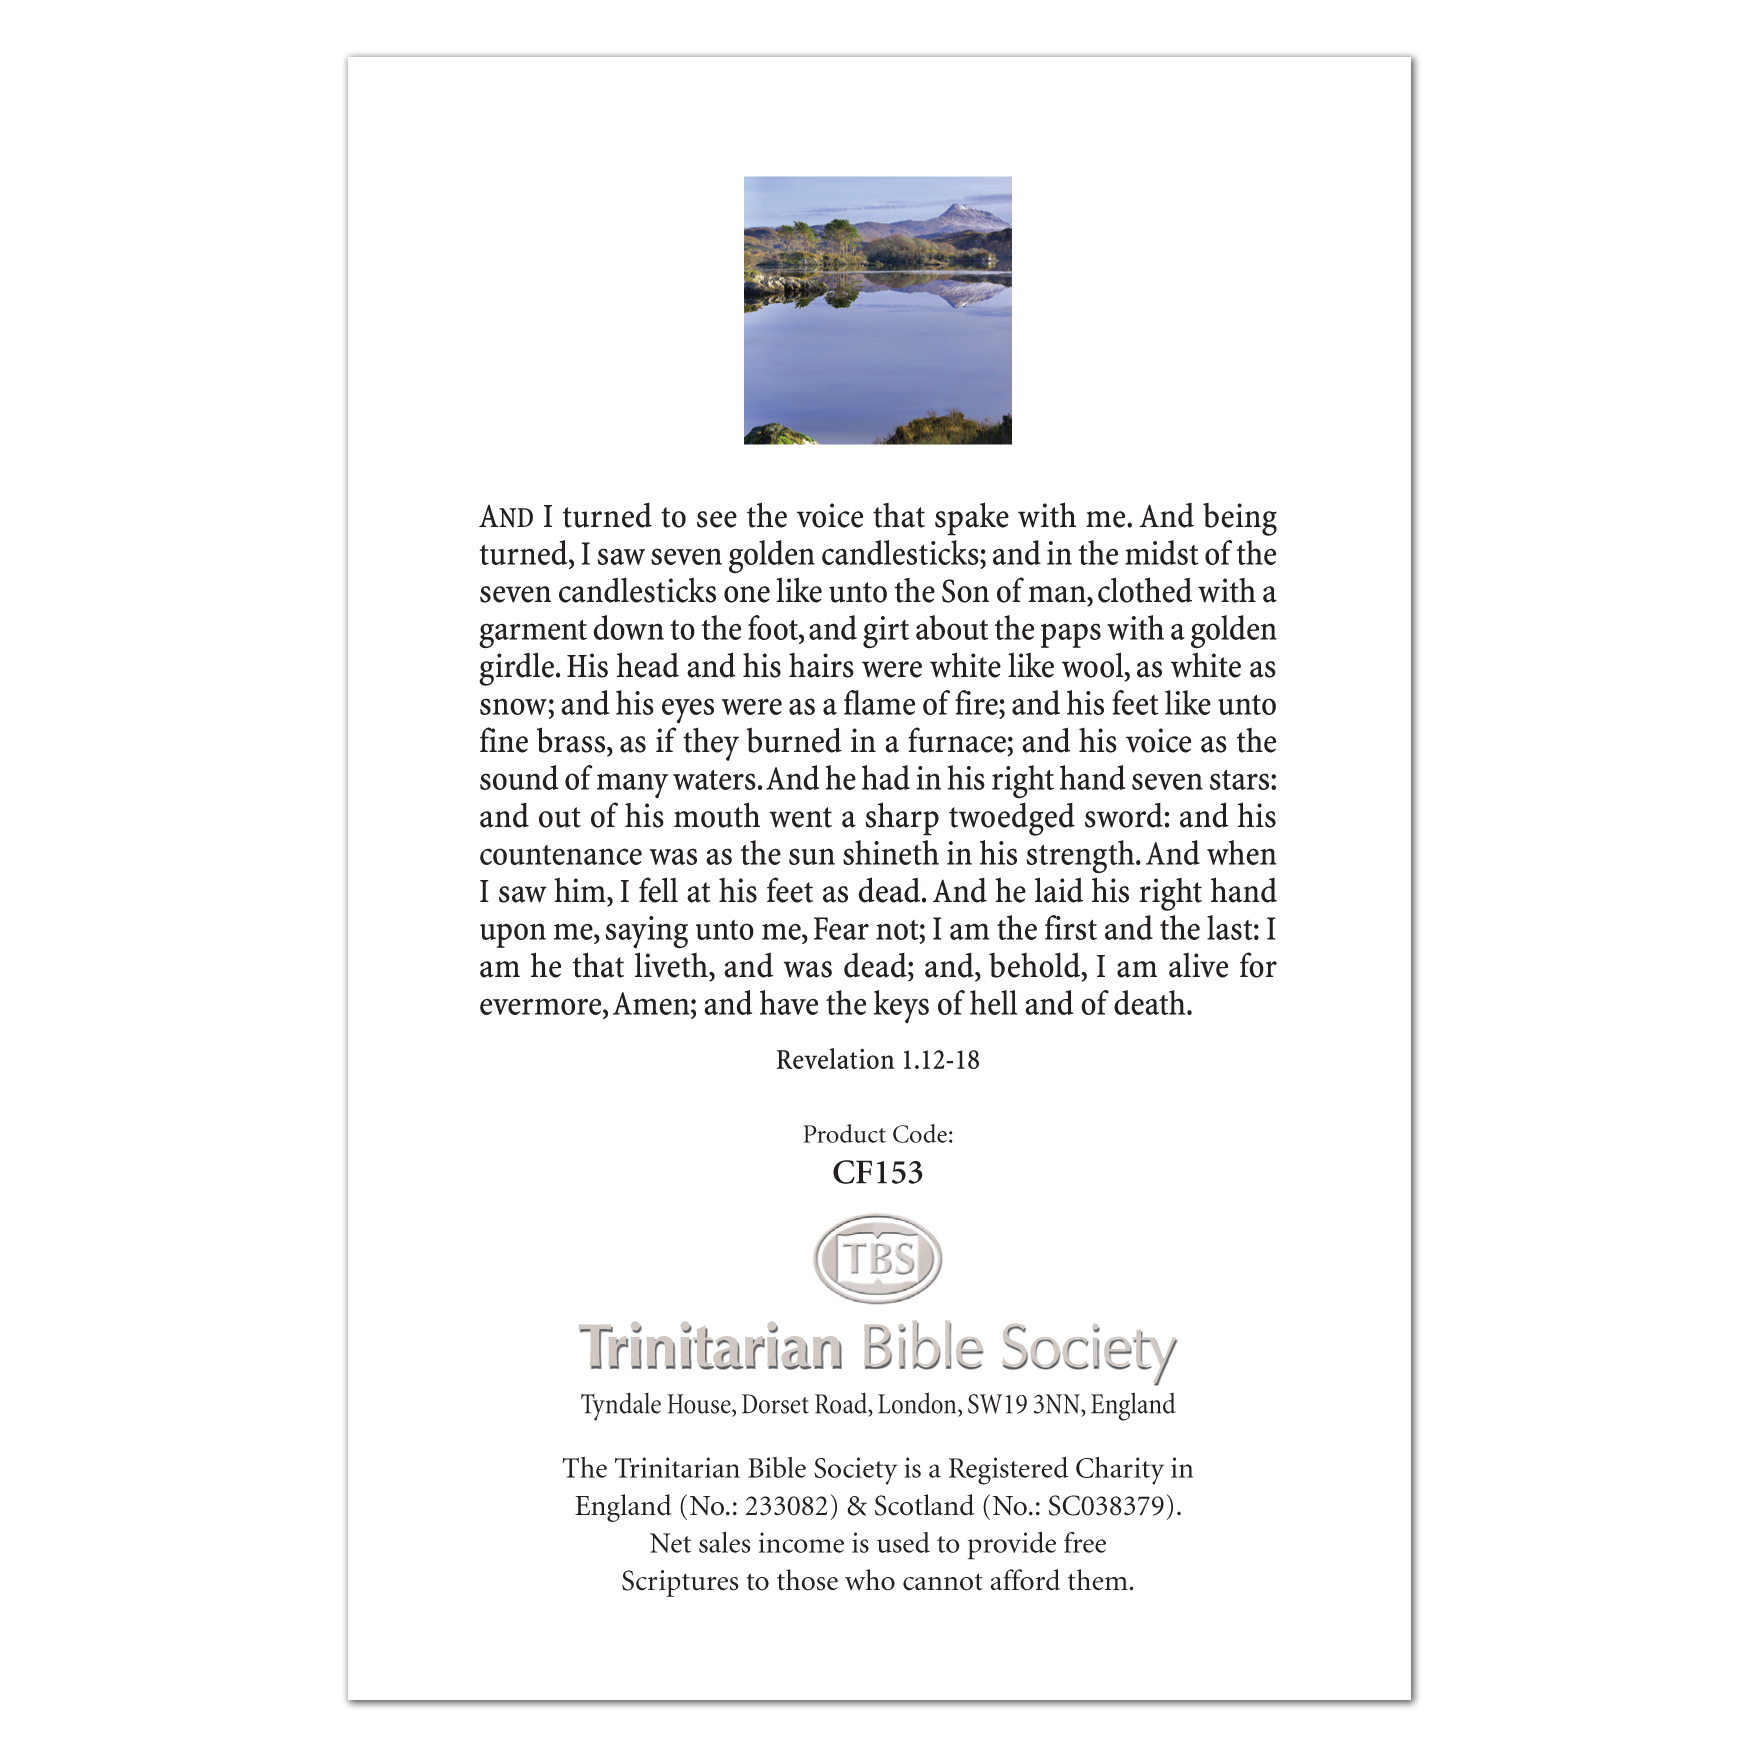 AND I turned to see the voice that spake with me. And being
turned, I saw seven golden candlesticks; and in the midst of the
seven candlesticks one like unto the Son of man, clothed with a
garment down to the foot, and girt about the paps with a golden
girdle. His head and his hairs were white like wool, as white as
snow; and his eyes were as a flame of fire; and his feet like unto
fine brass, as if they burned in a furnace; and his voice as the
sound of many waters. And he had in his right hand seven stars:
and out of his mouth went a sharp twoedged sword: and his
countenance was as the sun shineth in his strength. And when
I saw him, I fell at his feet as dead. And he laid his right hand
upon me, saying unto me, Fear not; I am the first and the last: I
am he that liveth, and was dead; and, behold, I am alive for
evermore, Amen; and have the keys of hell and of death.
Revelation 1.12-18
Product Code:
CF153
TBS
Trinitarian Bible Society
Tyndale House, Dorset Road, London, SW19 3NN, England
The Trinitarian Bible Society is a Registered Charity in
England (No.: 233082) & Scotland (No.: SC038379).
Net sales income is used to provide free
Scriptures to those who cannot afford them.